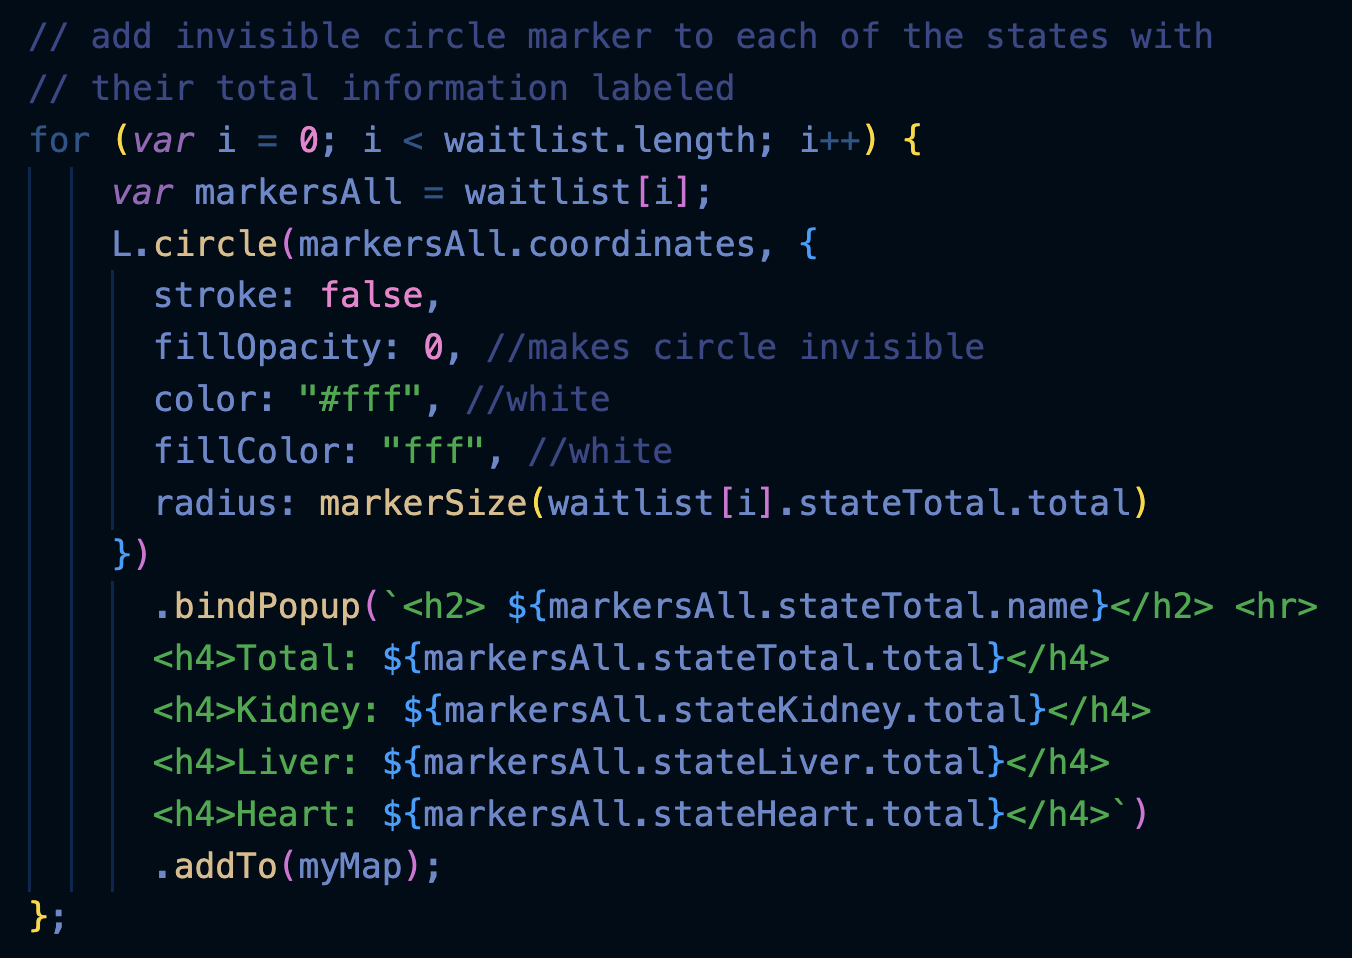 // add invisible circle marker to each of the states with
// their total information labeled
for (var i = 0; i < waitlist.length; i++) {
    var markersAll = waitlist[i];
    L.circle(markersAll.coordinates, {
      stroke: false,
      fillOpacity: 0, //makes circle invisible
      color: "#fff", //white
      fillColor: "fff", //white
      radius: markerSize(waitlist[i].stateTotal.total)
    })
      .bindPopup(`<h2> ${markersAll.stateTotal.name}</h2> <hr>
      <h4>Total: ${markersAll.stateTotal.total}</h4>
      <h4>Kidney: ${markersAll.stateKidney.total}</h4>
      <h4>Liver: ${markersAll.stateLiver.total}</h4>
      <h4>Heart: ${markersAll.stateHeart.total}</h4>`)
      .addTo(myMap);
};